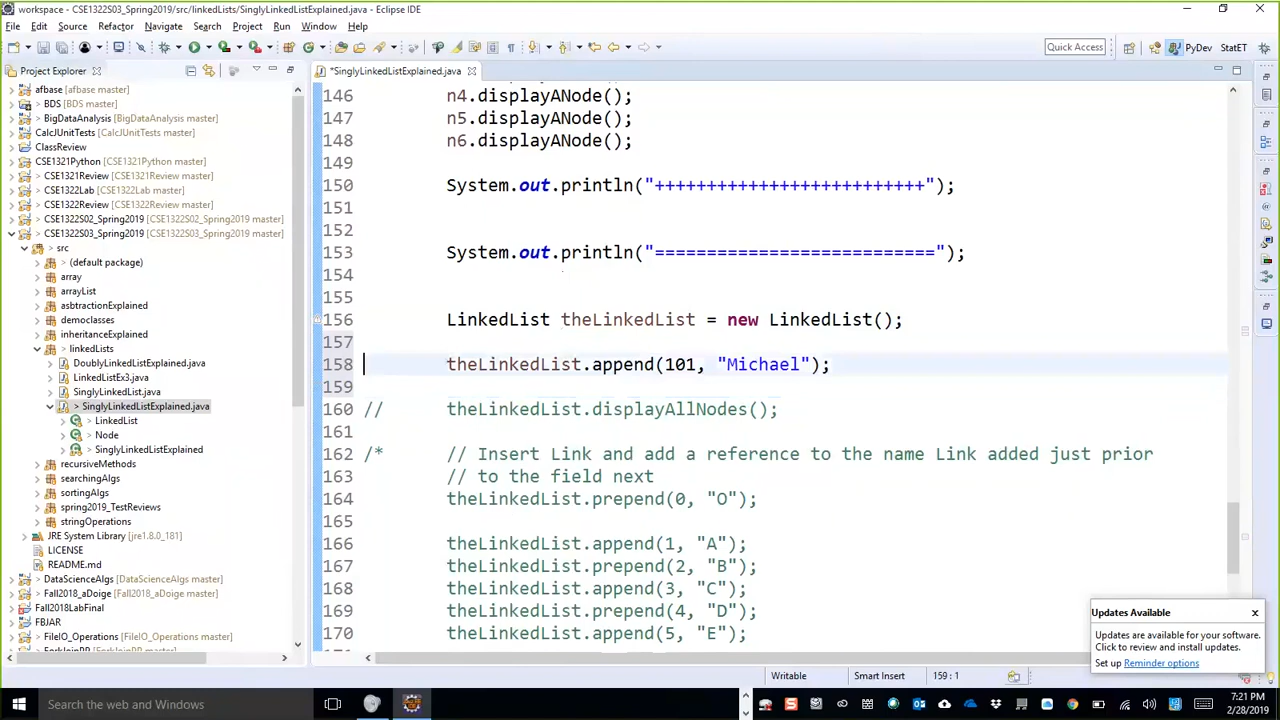 workspace - CSE1322S03_Spring2019/src/linkedLists/SinglyLinkedListExplained.java - Eclipse IDE
File Edit Source Refactor Navigate Search Project Run Window Help
Quick Access
PyDev
StatET
Project Explorer
afbase (afbase master)
> BDS (BDS master)
> BigDataAnalysis (BigDataAnalysis master)
CalcJUnitTests (CalcJUnitTests master)
> ClassReview
CSE1321Python (CSE1321Python master)
> CSE1321Review (CSE1321Review master)
CSE1322Lab (CSE1322Lab master)
> CSE1322Review (CSE1322Review master)
> CSE1322S02_Spring2019 (CSE1322S02_Spring2019 master)
> CSE1322S03_Spring2019 (CSE1322S03_Spring2019 master)
> src
> (default package)
array
arrayList
asbtractionExplained
democlasses
inheritanceExplained
> linkedLists
DoublyLinkedListExplained.java
LinkedListEx3.java
SinglyLinkedList.java
> SinglyLinkedListExplained.java
> LinkedList
> Node
> SinglyLinkedListExplained
> recursiveMethods
searchingAlgs
sortingAlgs
spring2019_TestReviews
stringOperations
JRE System Library [jre1.8.0_181]
LICENSE
README.md
> DataScienceAlgs (DataScienceAlgs master)
> Fall2018_aDoige (Fall2018_aDoige master)
Fall2018LabFinal
> FBJAR
> FileIO_Operations (FileIO_Operations master)
*SinglyLinkedListExplained.java
146 n4.displayANode();
147 n5.displayANode();
148 n6.displayANode();
149
150 System.out.println("++++++++++++++++++++++++++");
151
152
153 System.out.println("===========================");
154
155
156 LinkedList theLinkedList = new LinkedList();
157
158 theLinkedList.append(101, "Michael");
159
160 // theLinkedList.displayAllNodes();
161
162 /* // Insert Link and add a reference to the name Link added just prior
163 // to the field next
164 theLinkedList.prepend(0, "O");
165
166 theLinkedList.append(1, "A");
167 theLinkedList.prepend(2, "B");
168 theLinkedList.append(3, "C");
169 theLinkedList.prepend(4, "D");
170 theLinkedList.append(5, "E");
Updates Available
Updates are available for your software.
Click to review and install updates.
Set up Reminder options
Writable Smart Insert 159 : 1
Search the web and Windows
7:21 PM
2/28/2019